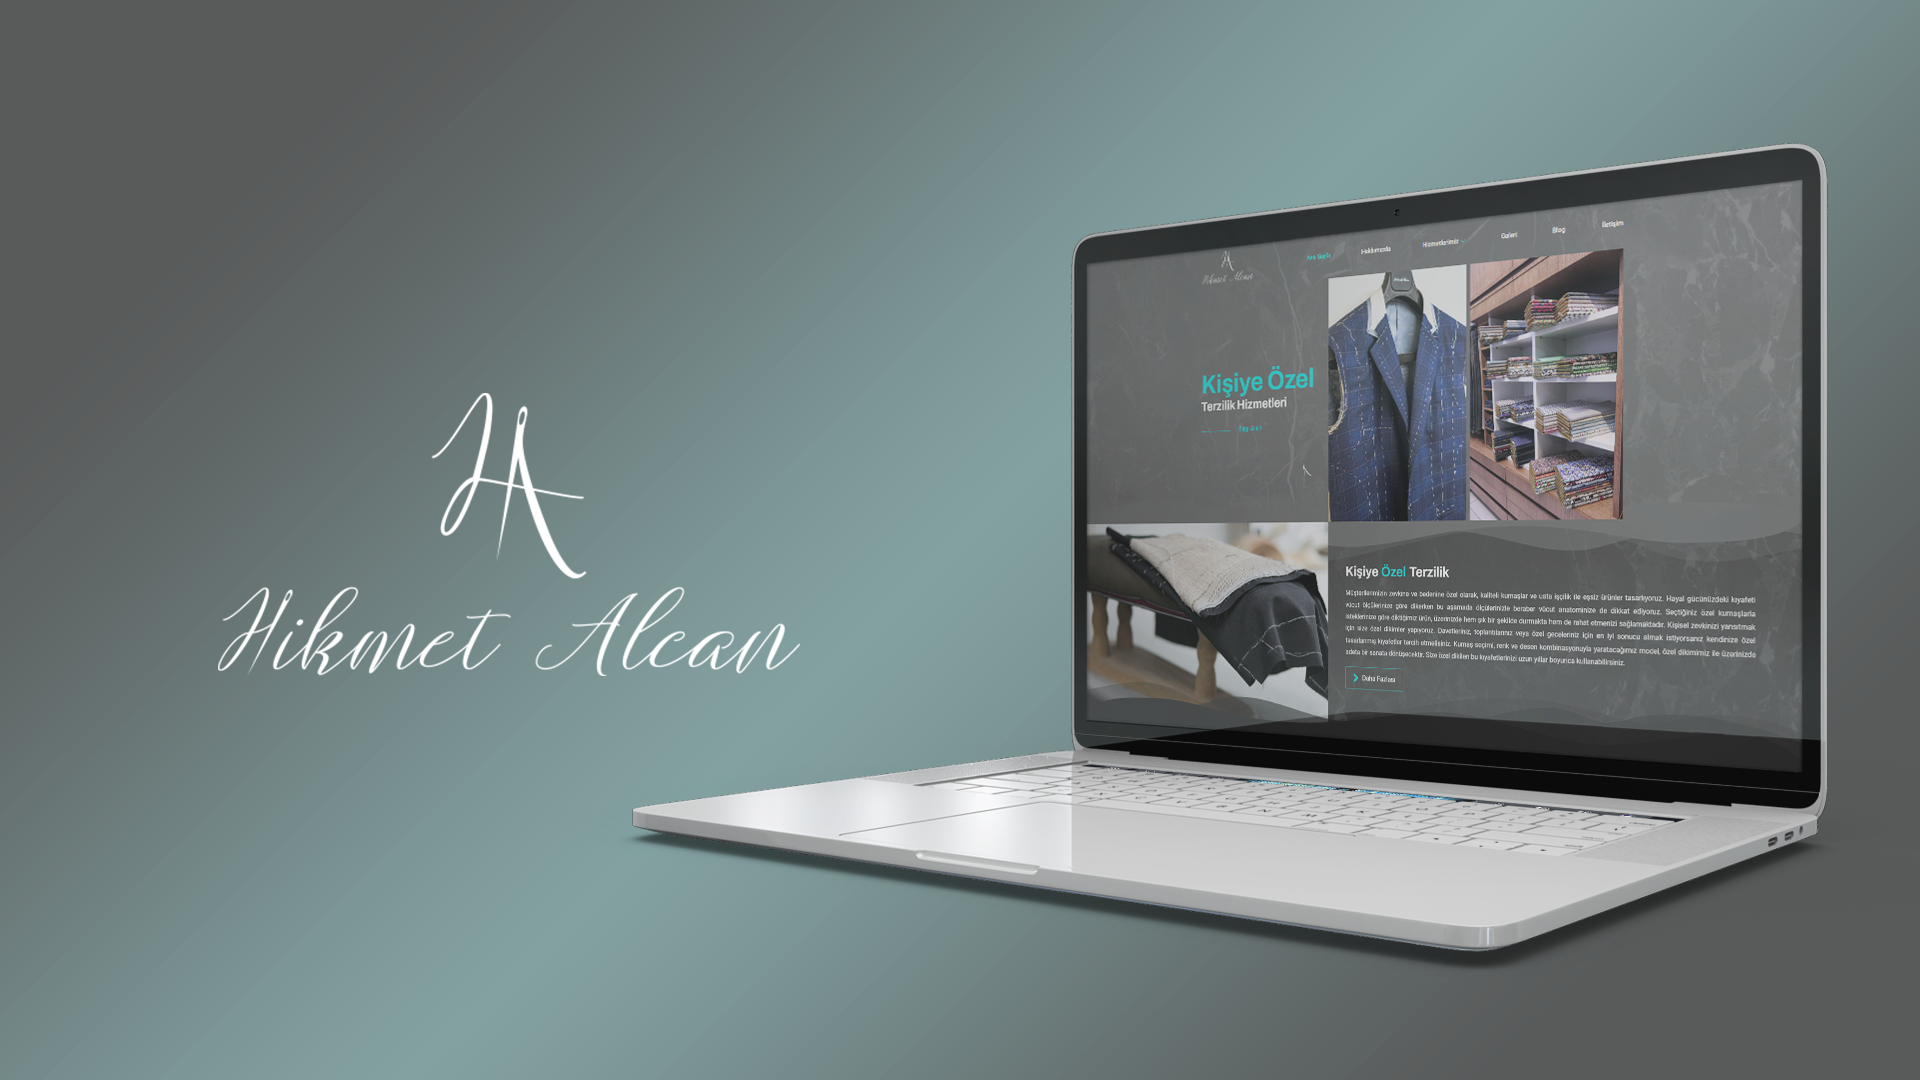 HA
Hikmet Alcan
Hikmet Alcan
Ana Sayfa Hakkımızda Hizmetlerimiz Galeri Blog İletişim
Kişiye Özel
Terzilik Hizmetleri
Kişiye Özel Terzilik
Müşterilerimizin zevkine ve bedenine özel olarak, kaliteli kumaşlar ve usta işçilik ile eşsiz ürünler tasarlıyoruz. Hayal gücünüzdeki kıyafeti
vücut ölçülerinize göre dikerken bu aşamada ölçülerinizle beraber vücut anatominize de dikkat ediyoruz. Seçtiğiniz özel kumaşlarla
isteklerinize göre diktiğimiz ürün, üzerinizde hem şık bir şekilde durmakta hem de rahat etmenizi sağlamaktadır. Kişisel zevkinizi yansıtmak
için size özel dikimler yapıyoruz. Davetleriniz, toplantılarınız veya özel geceleriniz için en iyi sonucu almak istiyorsanız kendinize özel
tasarlanmış kıyafetler tercih etmelisiniz. Kumaş seçimi, renk ve desen kombinasyonuyla yaratacağımız model, özel dikimimiz ile üzerinizde
adeta bir sanata dönüşecektir. Size özel dikilen bu kıyafetlerinizi uzun yıllar boyunca kullanabilirsiniz.
Daha Fazlası